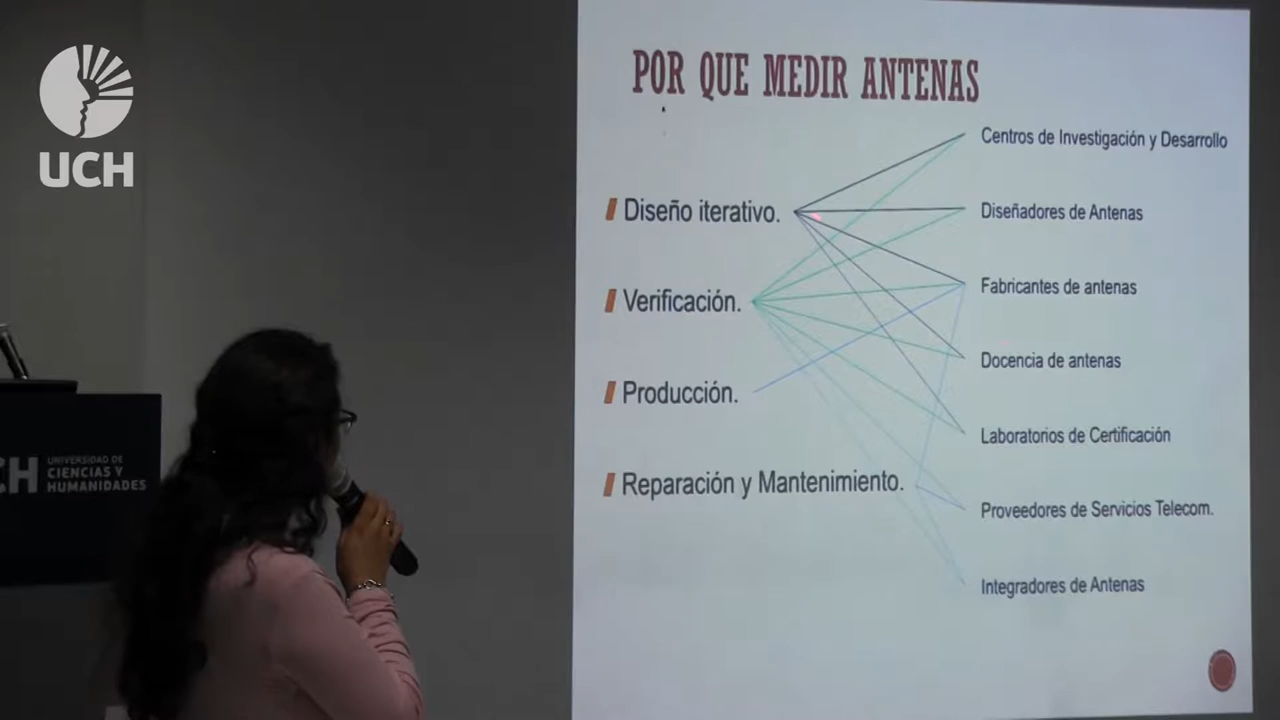 UCH
CH
UNIVERSIDAD DE
CIENCIAS Y
HUMANIDADES
POR QUE MEDIR ANTENAS
Diseño iterativo.
Verificación.
Producción.
Reparación y Mantenimiento.
Centros de Investigación y Desarrollo
Diseñadores de Antenas
Fabricantes de antenas
Docencia de antenas
Laboratorios de Certificación
Proveedores de Servicios Telecom.
Integradores de Antenas